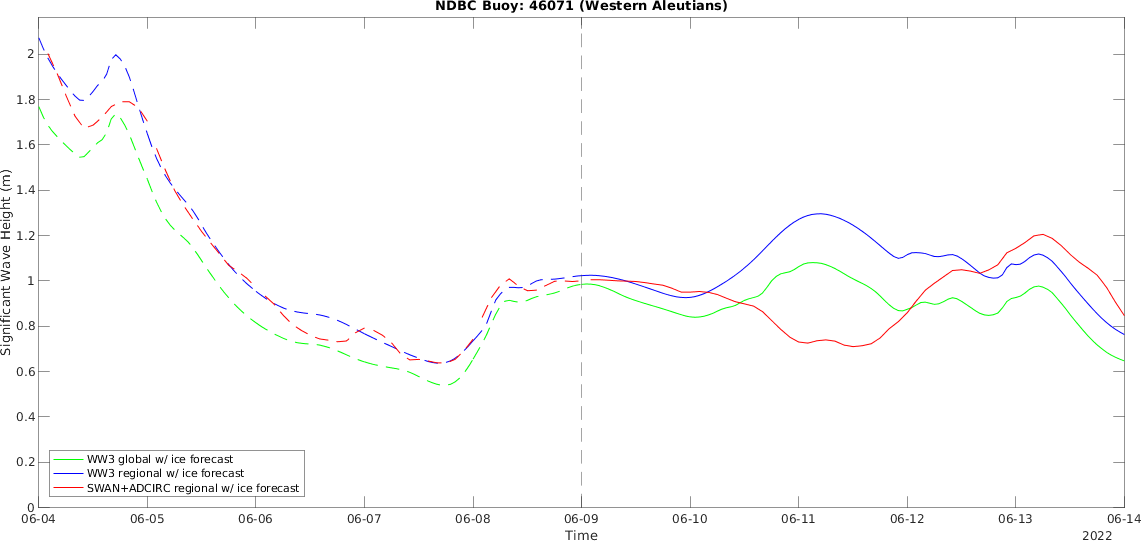 NDBC Buoy: 46071 (Western Aleutians)
2
1.8
1.6
1.4
1.2
1
0.8
0.6
0.4
0.2
0
Significant Wave Height (m)
WW3 global w/ ice forecast
WW3 regional w/ ice forecast
SWAN+ADCIRC regional w/ ice forecast
06-04 06-05 06-06 06-07 06-08 06-09 06-10 06-11 06-12 06-13 06-14
Time
2022